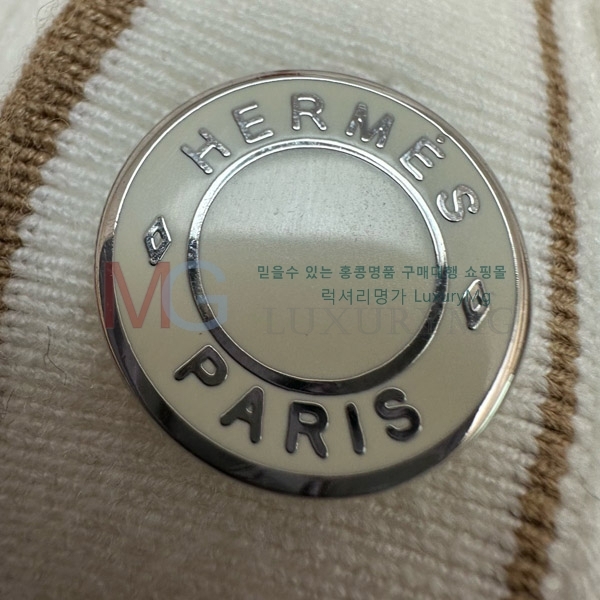 HERMÈS
PARIS
MG
믿을수 있는 홍콩명품 구매대행 쇼핑몰
럭셔리명가 LuxuryMg
LUXURYMG